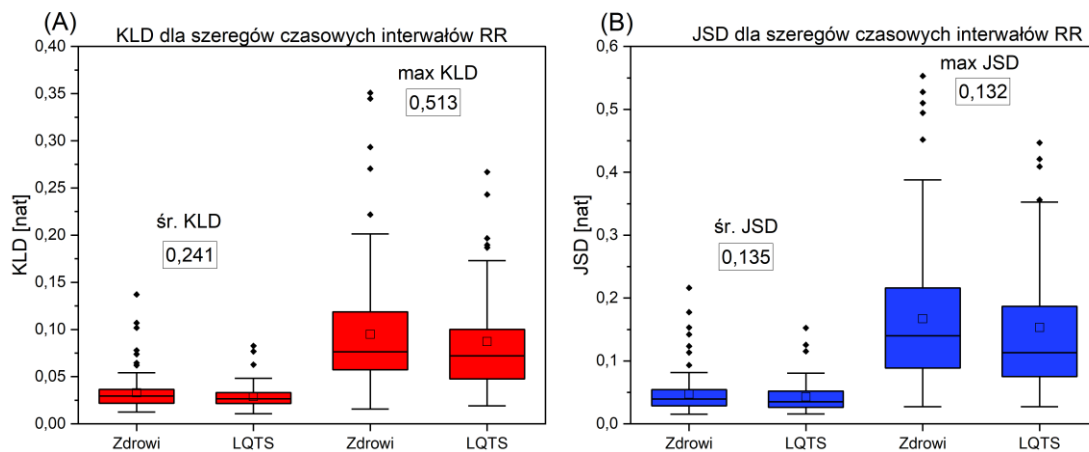 (A)
KLD dla szeregów czasowych interwałów RR
0,40
0,35
0,30
0,25
0,20
0,15
0,10
0,05
0,00
KLD [nat]
max KLD
0,513
śr. KLD
0,241
Zdrowi
LQTS
Zdrowi
LQTS
(B)
JSD dla szeregów czasowych interwałów RR
0,6
0,5
0,4
0,3
0,2
0,1
0,0
JSD [nat]
max JSD
0,132
śr. JSD
0,135
Zdrowi
LQTS
Zdrowi
LQTS